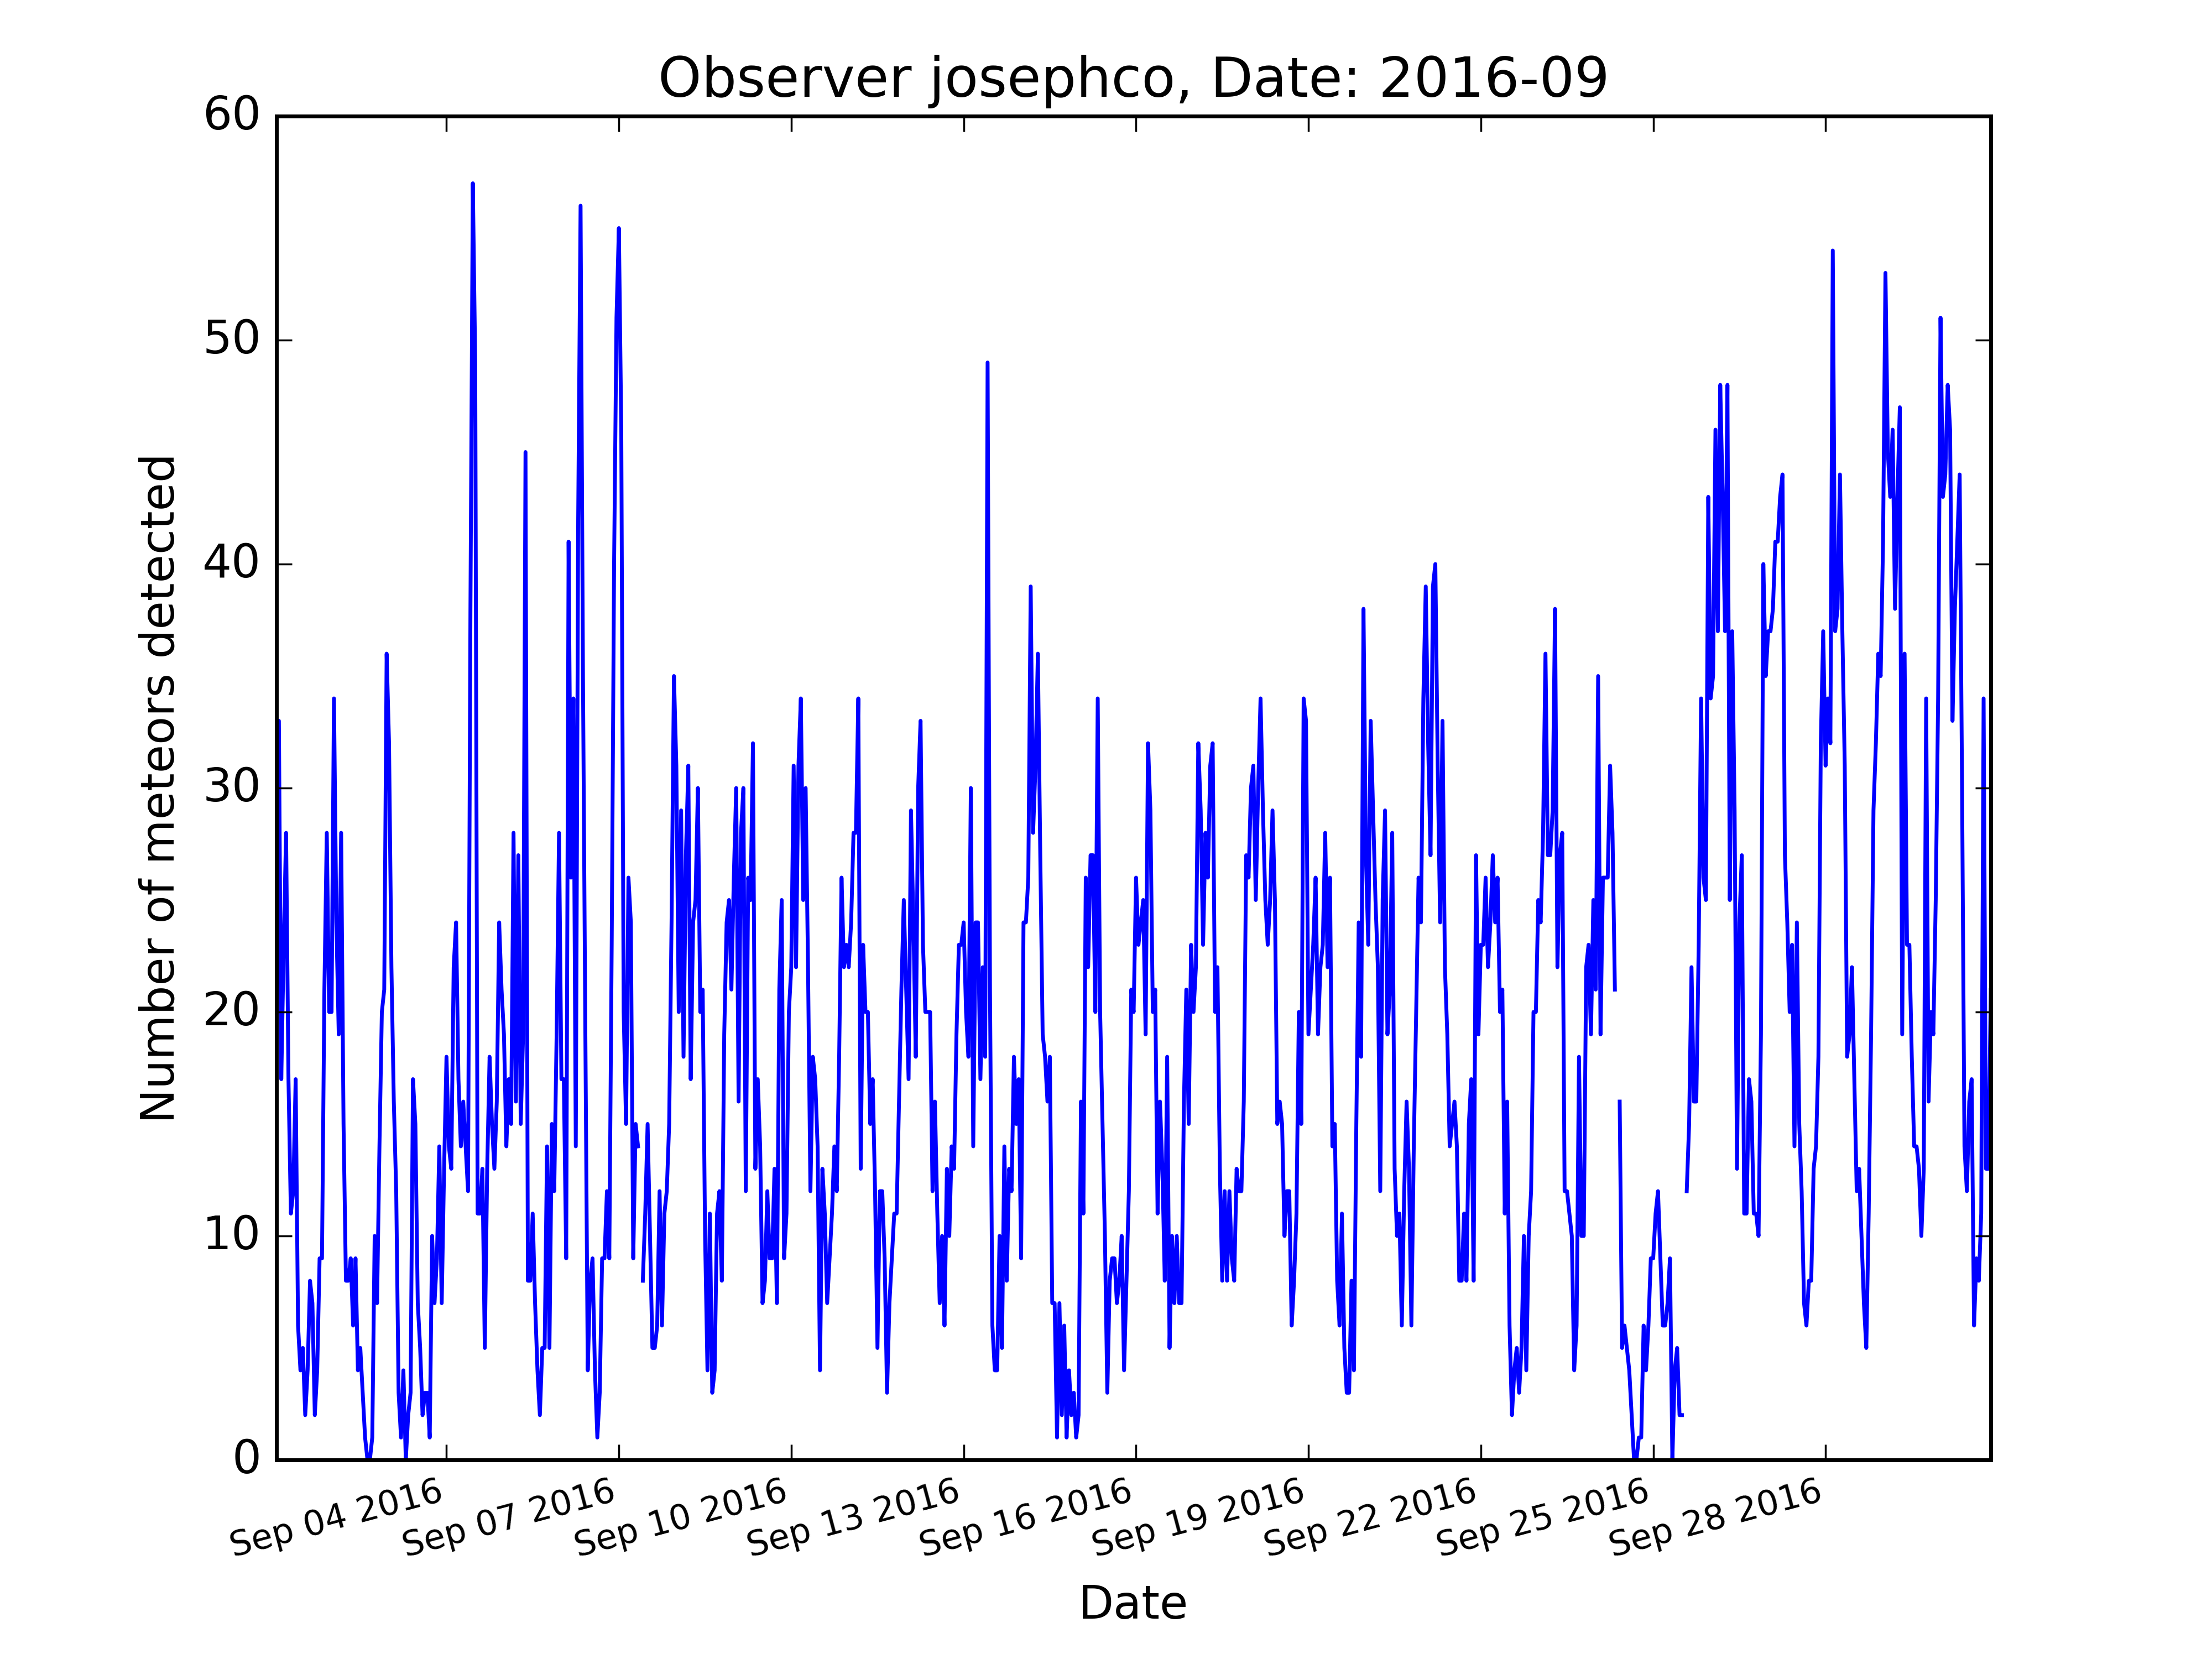 Observer josephco, Date: 2016-09
60
50
40
30
20
10
0
Number of meteors detected
Sep 04 2016
Sep 07 2016
Sep 10 2016
Sep 13 2016
Sep 16 2016
Sep 19 2016
Sep 22 2016
Sep 25 2016
Sep 28 2016
Date